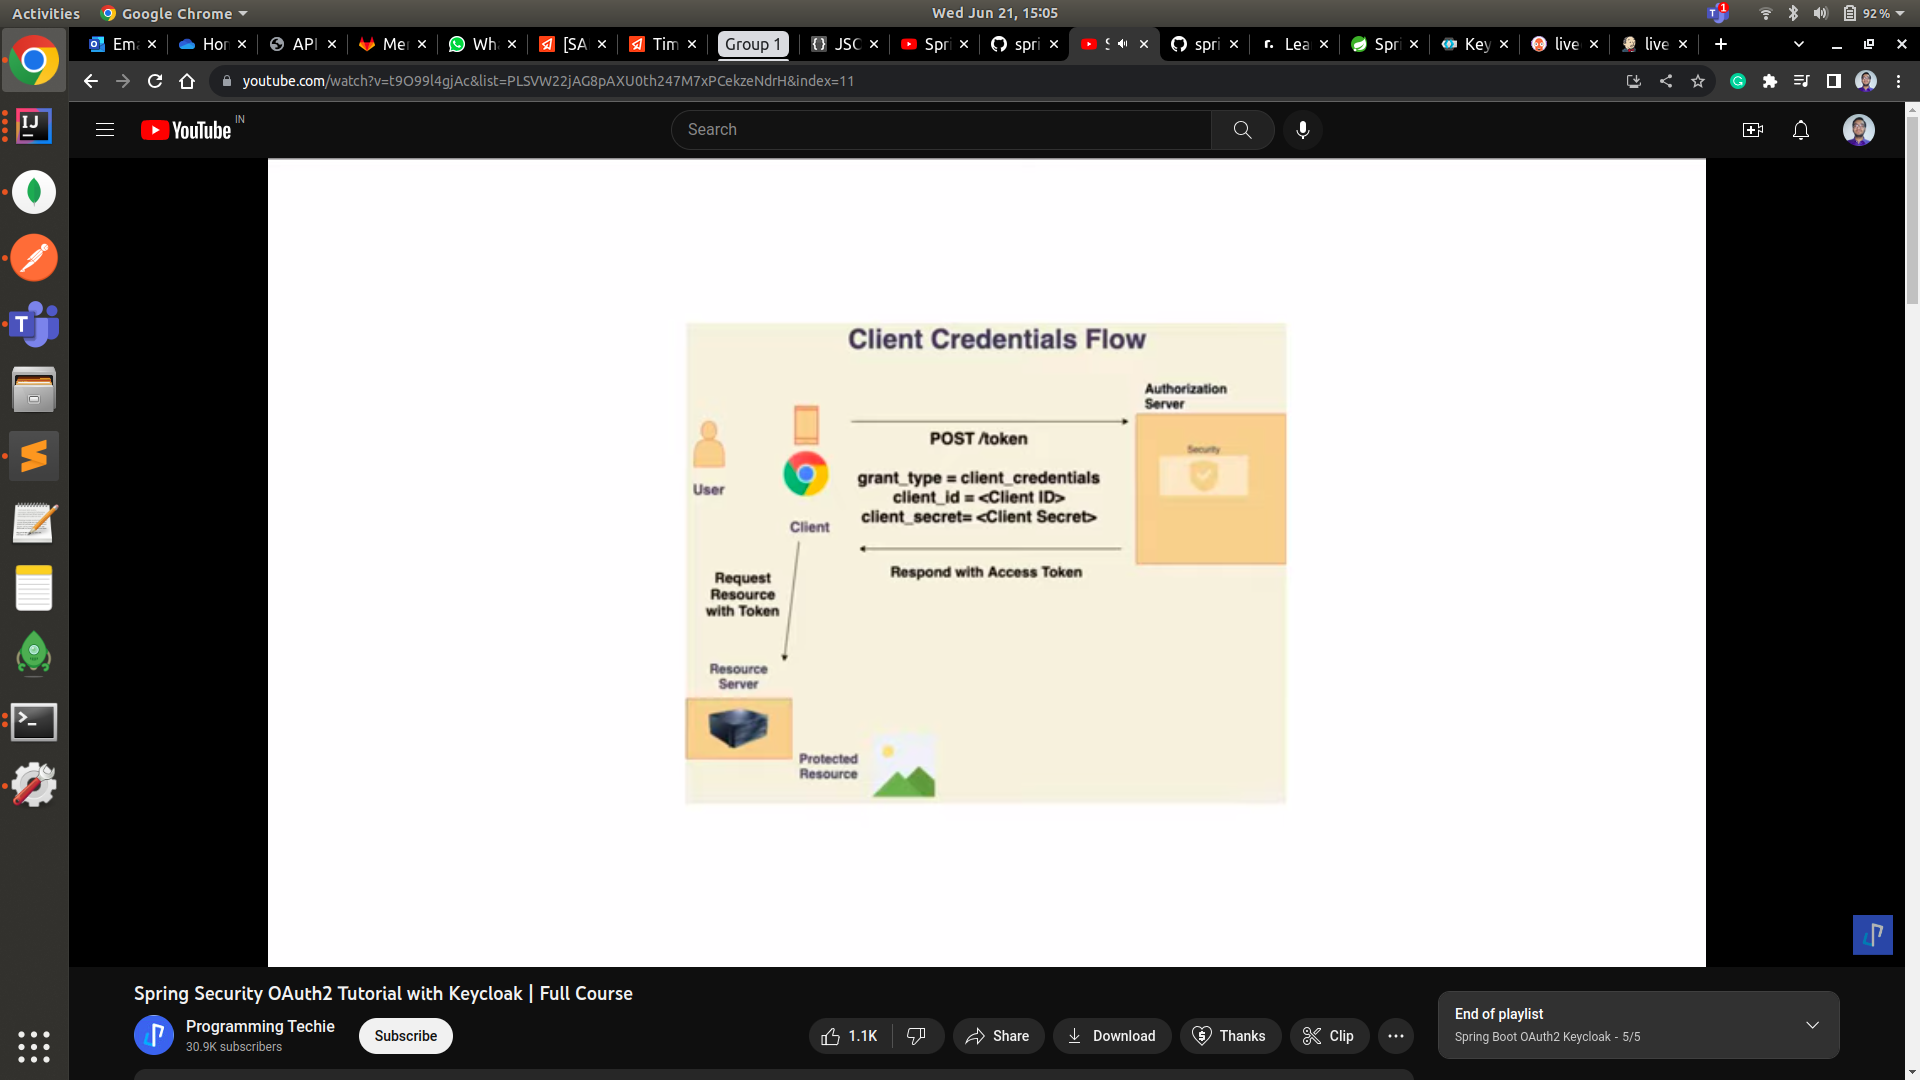 Activities
Google Chrome
Wed Jun 21, 15:05
1
92 %
Em
Hor
API
Mer
Wh
[SA
Tim
Group 1
JSC
Spri
spri
S
spri
Lea
Spri
Key
live
live
youtube.com/watch?v=t9O99l4gjAc&list=PLSVW22jAG8pAXU0th247M7xPCekzeNdrH&index=11
YouTube IN
Search
Client Credentials Flow
Authorization
Server
POST /token
Security
grant_type = client_credentials
client_id = <Client ID>
client_secret= <Client Secret>
User
Client
Respond with Access Token
Request
Resource
with Token
Resource
Server
Protected
Resource
Spring Security OAuth2 Tutorial with Keycloak | Full Course
Programming Techie
30.9K subscribers
Subscribe
1.1K
Share
Download
Thanks
Clip
End of playlist
Spring Boot OAuth2 Keycloak - 5/5